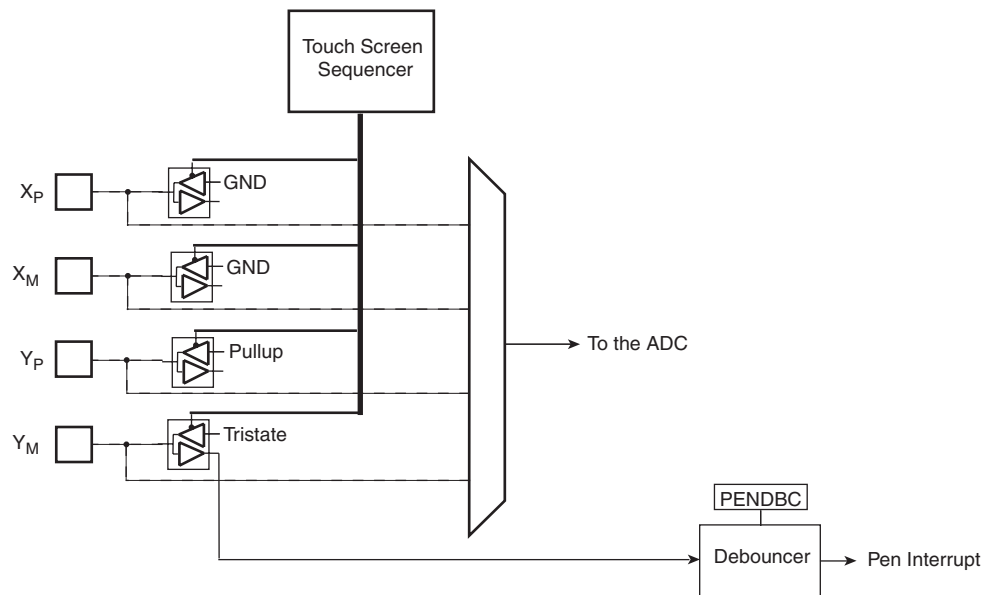 Touch Screen
Sequencer
XP
GND
XM
GND
YP
Pullup
To the ADC
YM
Tristate
PENDBC
Debouncer
Pen Interrupt